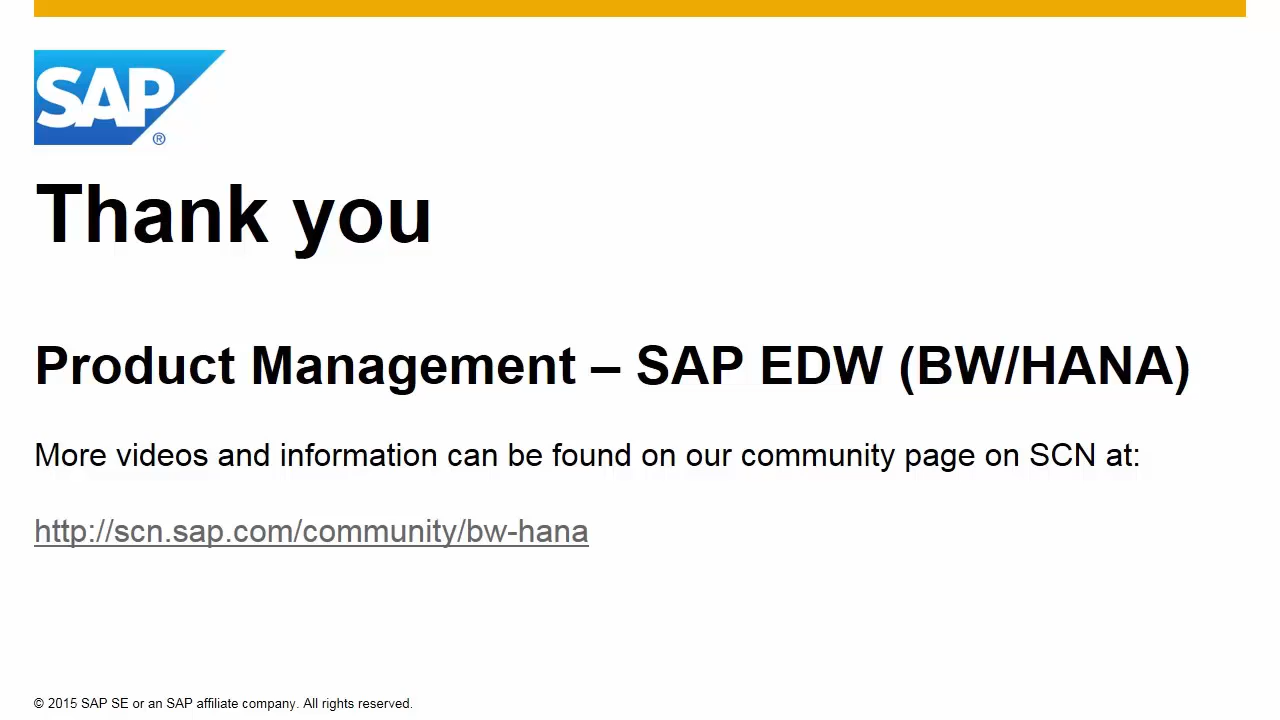 SAP ®
Thank you
Product Management – SAP EDW (BW/HANA)
More videos and information can be found on our community page on SCN at:
http://scn.sap.com/community/bw-hana
© 2015 SAP SE or an SAP affiliate company. All rights reserved.